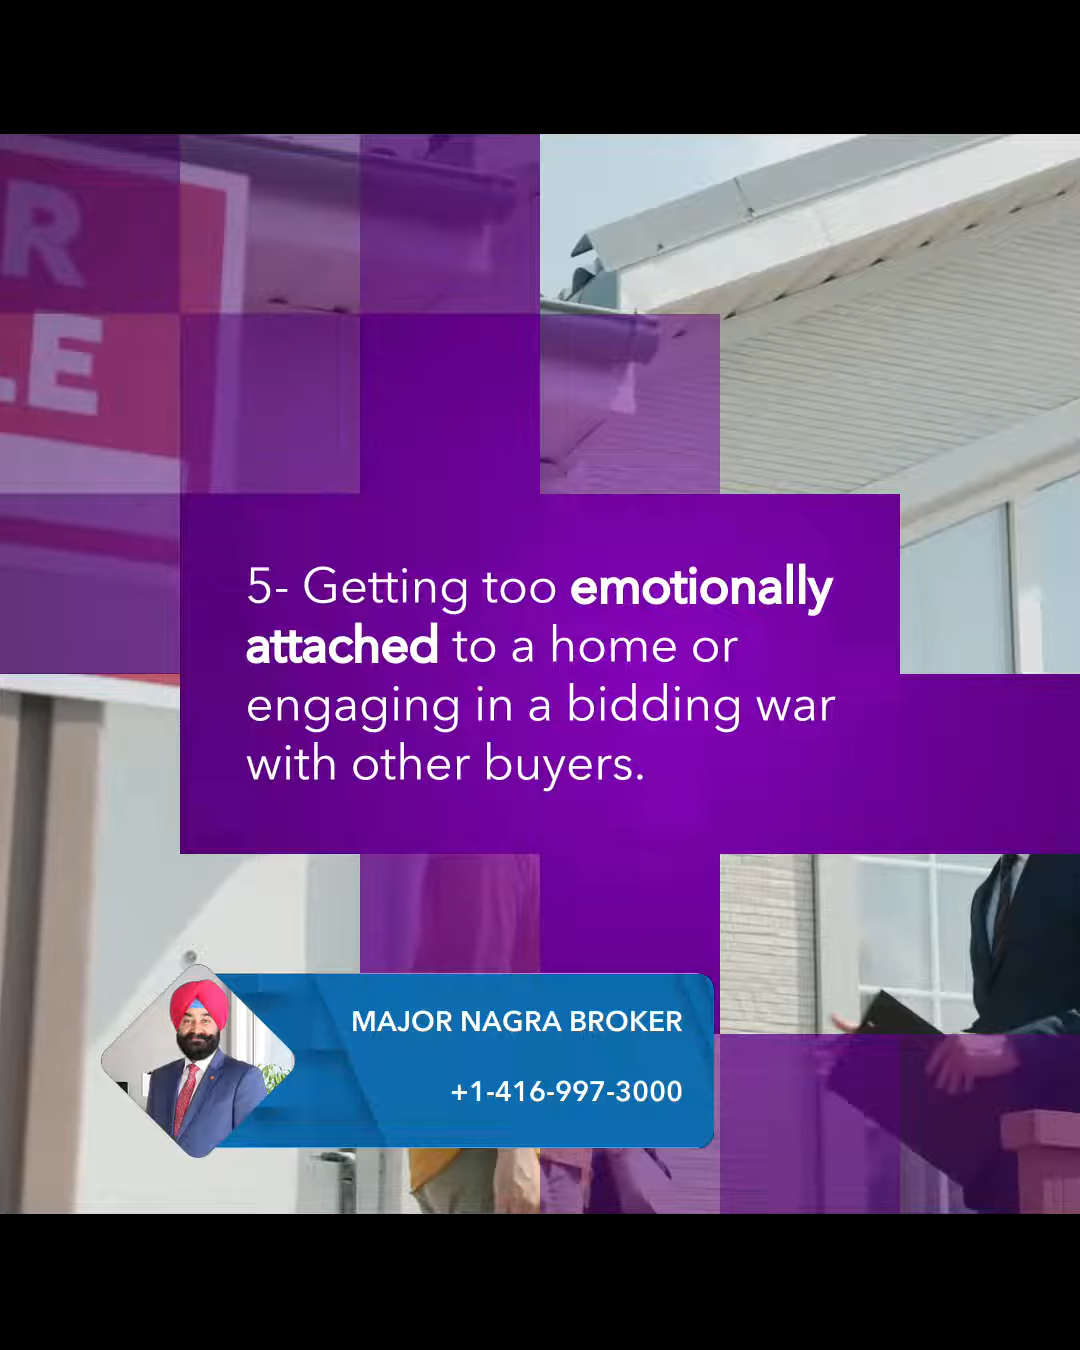 R
LE
5- Getting too emotionally
attached to a home or
engaging in a bidding war
with other buyers.
MAJOR NAGRA BROKER
+1-416-997-3000